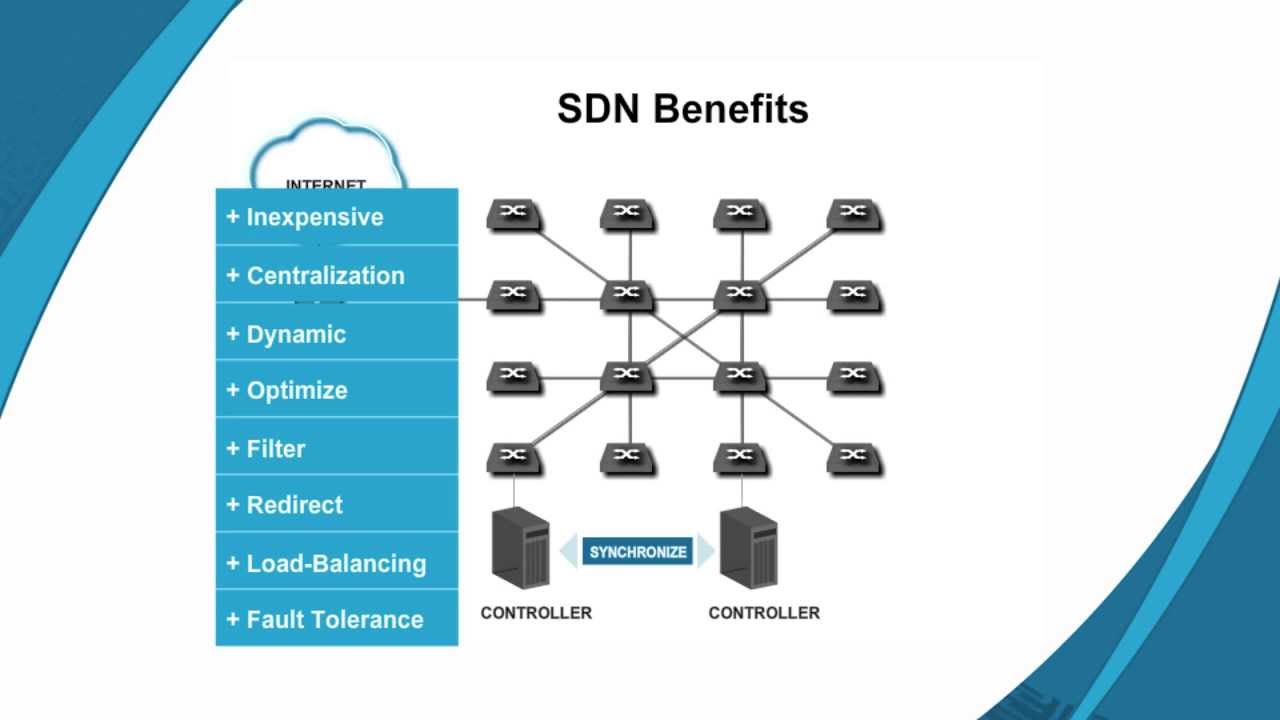 SDN Benefits
INTERNET
+ Inexpensive
+ Centralization
+ Dynamic
+ Optimize
+ Filter
+ Redirect
+ Load-Balancing
+ Fault Tolerance
SYNCHRONIZE
CONTROLLER
CONTROLLER